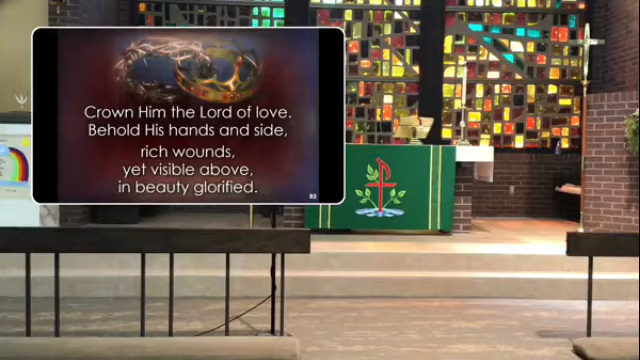 Crown Him the Lord of love.
Behold His hands and side,
rich wounds,
yet visible above,
in beauty glorified.
93